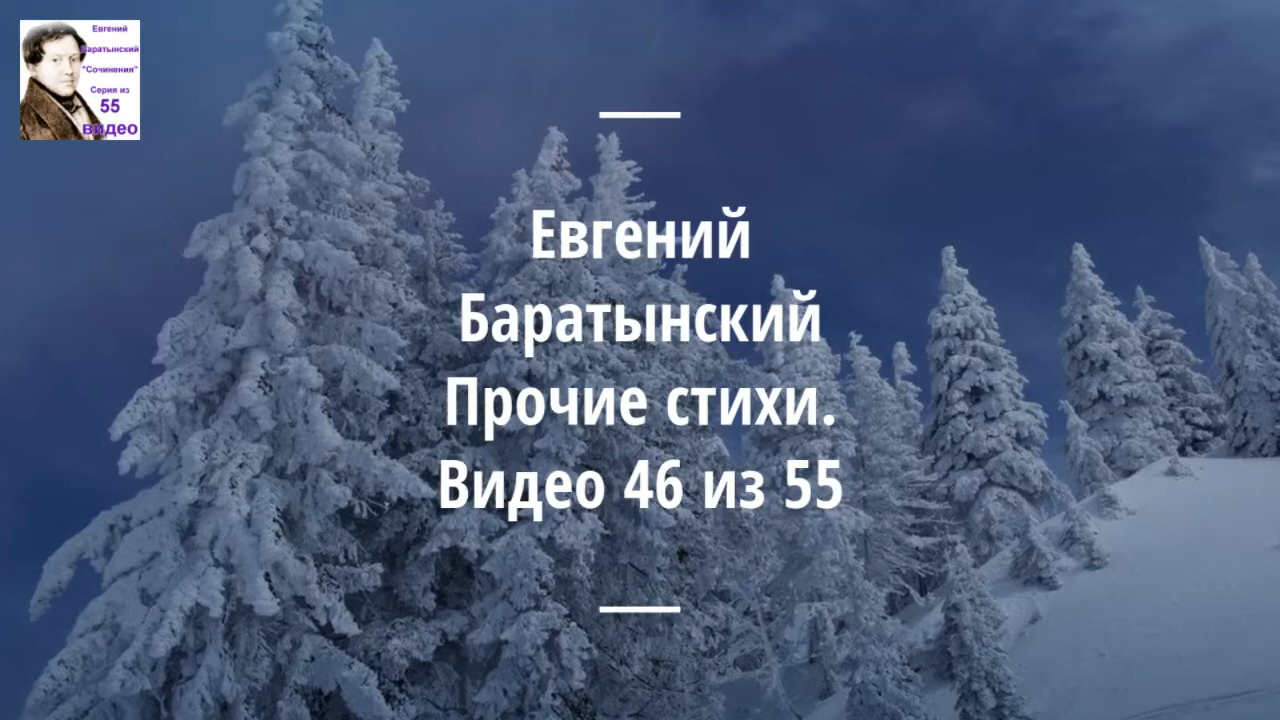 Евгений
Баратынский
"Сочинения"
Серия из
55
видео
Евгений
Баратынский
Прочие стихи.
Видео 46 из 55